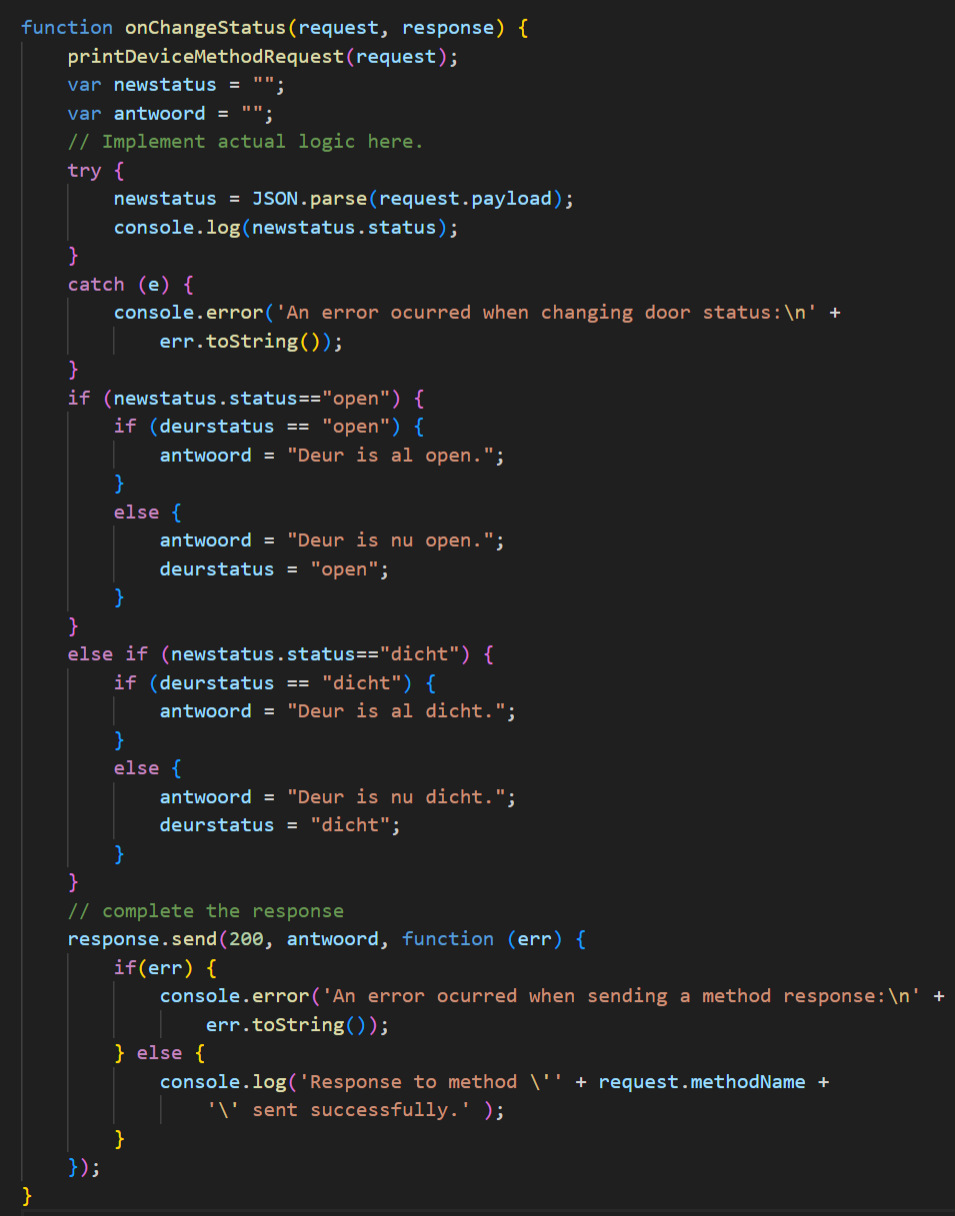 function onChangeStatus(request, response) {
    printDeviceMethodRequest(request);
    var newstatus = "";
    var antwoord = "";
    // Implement actual logic here.
    try {
        newstatus = JSON.parse(request.payload);
        console.log(newstatus.status);
    }
    catch (e) {
        console.error('An error ocurred when changing door status:\n' +
            err.toString());
    }
    if (newstatus.status=="open") {
        if (deurstatus == "open") {
            antwoord = "Deur is al open.";
        }
        else {
            antwoord = "Deur is nu open.";
            deurstatus = "open";
        }
    }
    else if (newstatus.status=="dicht") {
        if (deurstatus == "dicht") {
            antwoord = "Deur is al dicht.";
        }
        else {
            antwoord = "Deur is nu dicht.";
            deurstatus = "dicht";
        }
    }
    // complete the response
    response.send(200, antwoord, function (err) {
        if(err) {
            console.error('An error ocurred when sending a method response:\n' +
                err.toString());
        } else {
            console.log('Response to method \'' + request.methodName +
                '\' sent successfully.' );
        }
    });
}